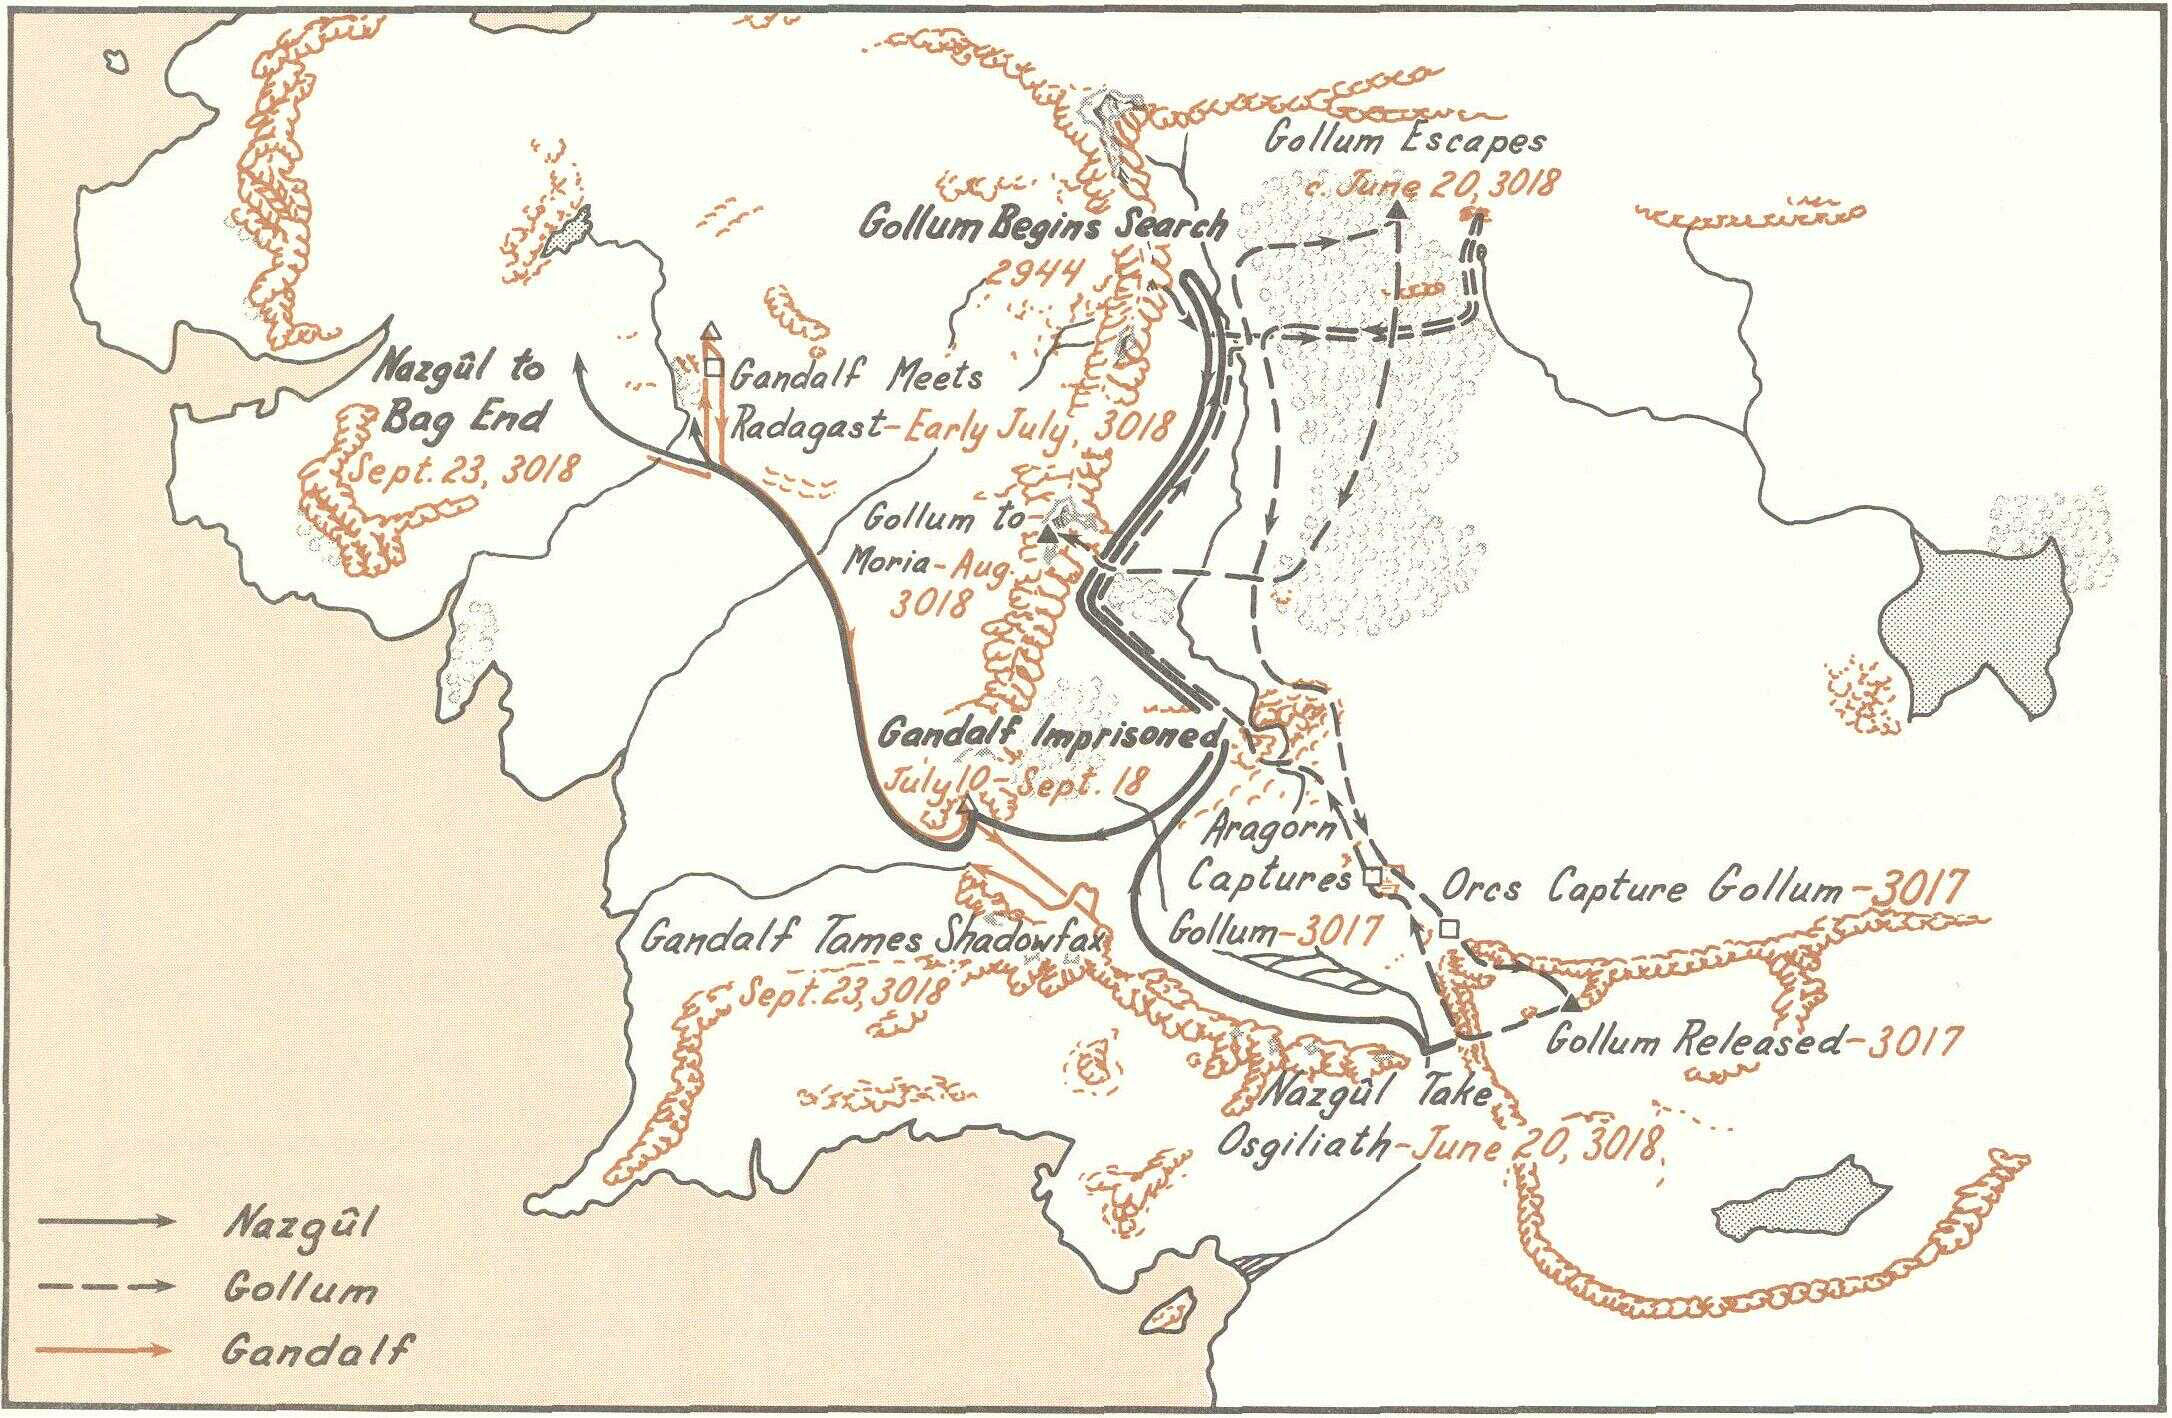 Gollum Escapes
c. June 20, 3018
Gollum Begins Search
2944
Nazgûl to
Bag End
Sept. 23, 3018
Gandalf Meets
Radagast-Early July, 3018
Gollum to
Moria-Aug.
3018
Gandalf Imprisoned
July 10-Sept. 18
Aragorn
Captures
Gollum-3017
Orcs Capture Gollum-3017
Gandalf Tames Shadowfax
Sept. 23, 3018
Gollum Released-3017
Nazgûl Take
Osgiliath-June 20, 3018
Nazgûl
Gollum
Gandalf